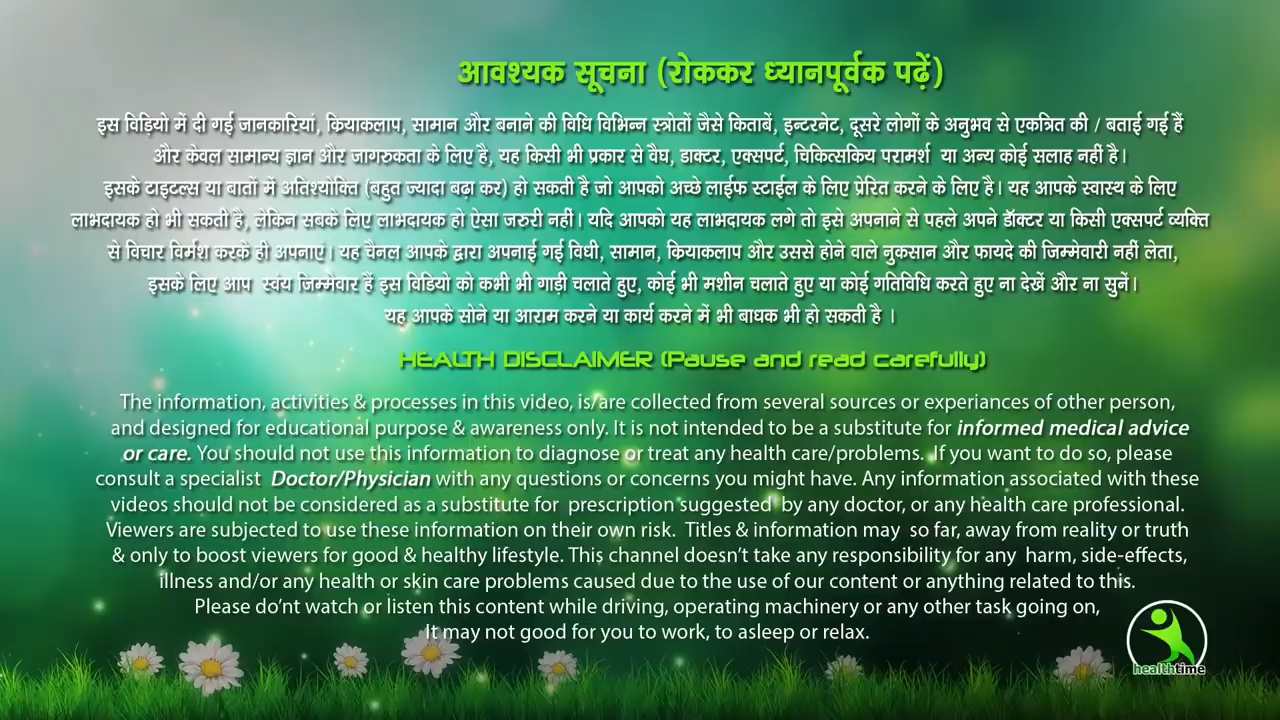 आवश्यक सूचना (रोककर ध्यानपूर्वक पढ़ें)
इस विड़ियो में दी गई जानकारियां, क्रियाकलाप, सामान और बनाने की विधि विभिन्न स्त्रोतों जैसे किताबें, इन्टरनेट, दूसरे लोगों के अनुभव से एकत्रित की / बताई गई हैं
और केवल सामान्य ज्ञान और जागरुकता के लिए है, यह किसी भी प्रकार से वैघ, डाक्टर, एक्सपर्ट, चिकित्सकिय परामर्श या अन्य कोई सलाह नहीं है।
इसके टाइटल्स या बातों में अतिश्योक्ति (बहुत ज्यादा बढ़ा कर) हो सकती है जो आपको अच्छे लाईफ स्टाईल के लिए प्रेरित करने के लिए है। यह आपके स्वास्थ के लिए
लाभदायक हो भी सकती है, लेकिन सबके लिए लाभदायक हो ऐसा जरुरी नहीं। यदि आपको यह लाभदायक लगे तो इसे अपनाने से पहले अपने डॉक्टर या किसी एक्सपर्ट व्यक्ति
से विचार विर्मश करके ही अपनाएं। यह चैनल आपके द्वारा अपनाई गई विधी, सामान, क्रियाकलाप और उससे होने वाले नुकसान और फायदे की जिम्मेवारी नहीं लेता,
इसके लिए आप स्वंय जिम्मेवार हैं इस विडियो को कभी भी गाड़ी चलाते हुए, कोई भी मशीन चलाते हुए या कोई गतिविधि करते हुए ना देखें और ना सुनें।
यह आपके सोने या आराम करने या कार्य करने में भी बाधक भी हो सकती है ।
HEALTH DISCLAIMER (Pause and read carefully)
The information, activities & processes in this video, is/are collected from several sources or experiances of other person,
and designed for educational purpose & awareness only. It is not intended to be a substitute for informed medical advice
or care. You should not use this information to diagnose or treat any health care/problems. If you want to do so, please
consult a specialist Doctor/Physician with any questions or concerns you might have. Any information associated with these
videos should not be considered as a substitute for prescription suggested by any doctor, or any health care professional.
Viewers are subjected to use these information on their own risk. Titles & information may so far, away from reality or truth
& only to boost viewers for good & healthy lifestyle. This channel doesn't take any responsibility for any harm, side-effects,
illness and/or any health or skin care problems caused due to the use of our content or anything related to this.
Please do'nt watch or listen this content while driving, operating machinery or any other task going on,
It may not good for you to work, to asleep or relax.
healthtime